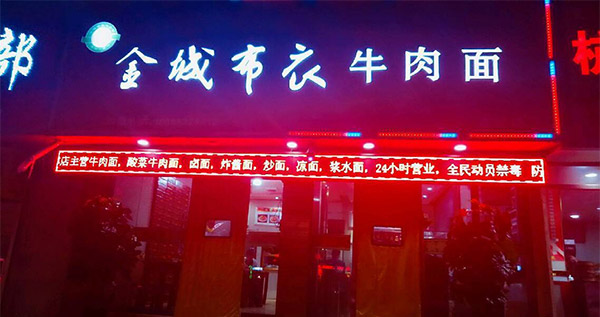 部
金城布衣牛肉面
店主营牛肉面,酸菜牛肉面,卤面,炸酱面,炒面,凉面,浆水面,24小时营业,全民动员禁毒 防